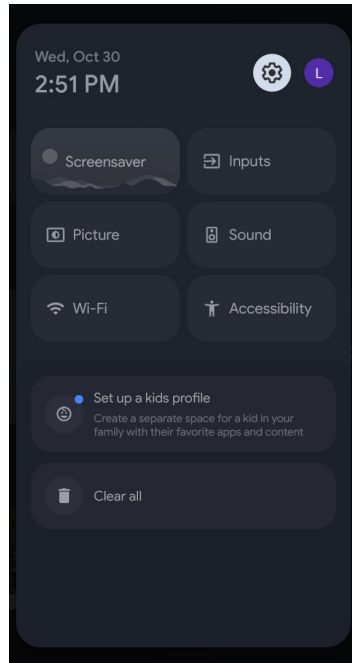 Wed, Oct 30
2:51 PM
L
Screensaver
Inputs
Picture
Sound
Wi-Fi
Accessibility
Set up a kids profile
Create a separate space for a kid in your
family with their favorite apps and content
Clear all